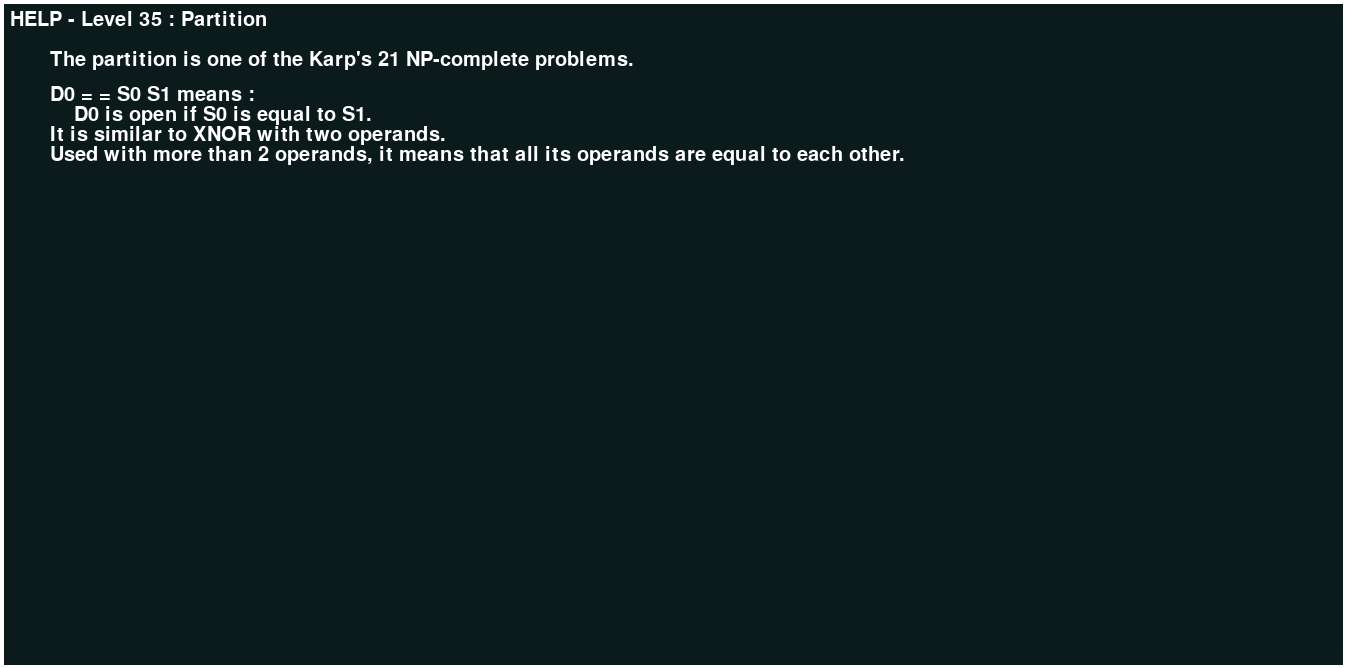 HELP - Level 35 : Partition
The partition is one of the Karp's 21 NP-complete problems.
D0 = = S0 S1 means :
D0 is open if S0 is equal to S1.
It is similar to XNOR with two operands.
Used with more than 2 operands, it means that all its operands are equal to each other.